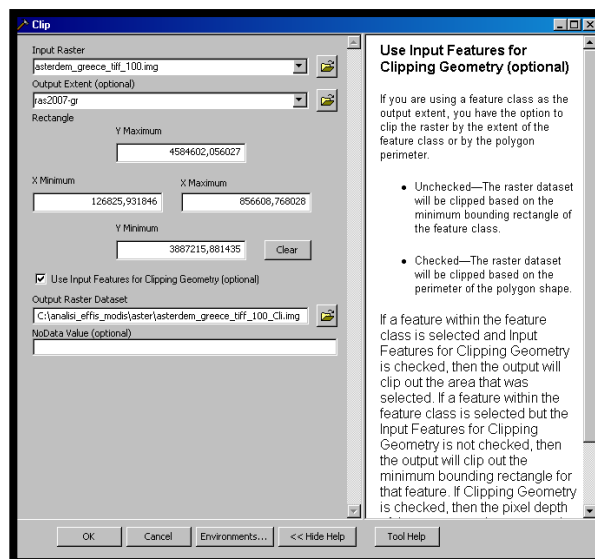 Clip
Input Raster
asterdem_greece_tiff_100.img
Output Extent (optional)
ras2007-gr
Rectangle
Y Maximum
4584602,056027
X Minimum
X Maximum
126825,931846
856608,768028
Y Minimum
3887215,881435
Clear
Use Input Features for Clipping Geometry (optional)
Output Raster Dataset
C:\analisi_effis_modis\aster\asterdem_greece_tiff_100_Cli.img
NoData Value (optional)
OK
Cancel
Environments...
<< Hide Help
Tool Help
Use Input Features for
Clipping Geometry (optional)
If you are using a feature class as the
output extent, you have the option to
clip the raster by the extent of the
feature class or by the polygon
perimeter.
• Unchecked—The raster dataset
will be clipped based on the
minimum bounding rectangle of
the feature class.
• Checked—The raster dataset
will be clipped based on the
perimeter of the polygon shape.
If a feature within the feature
class is selected and Input
Features for Clipping Geometry
is checked, then the output will
clip out the area that was
selected. If a feature within the
feature class is selected but the
Input Features for Clipping
Geometry is not checked, then
the output will clip out the
minimum bounding rectangle for
that feature. If Clipping Geometry
is checked, then the pixel depth